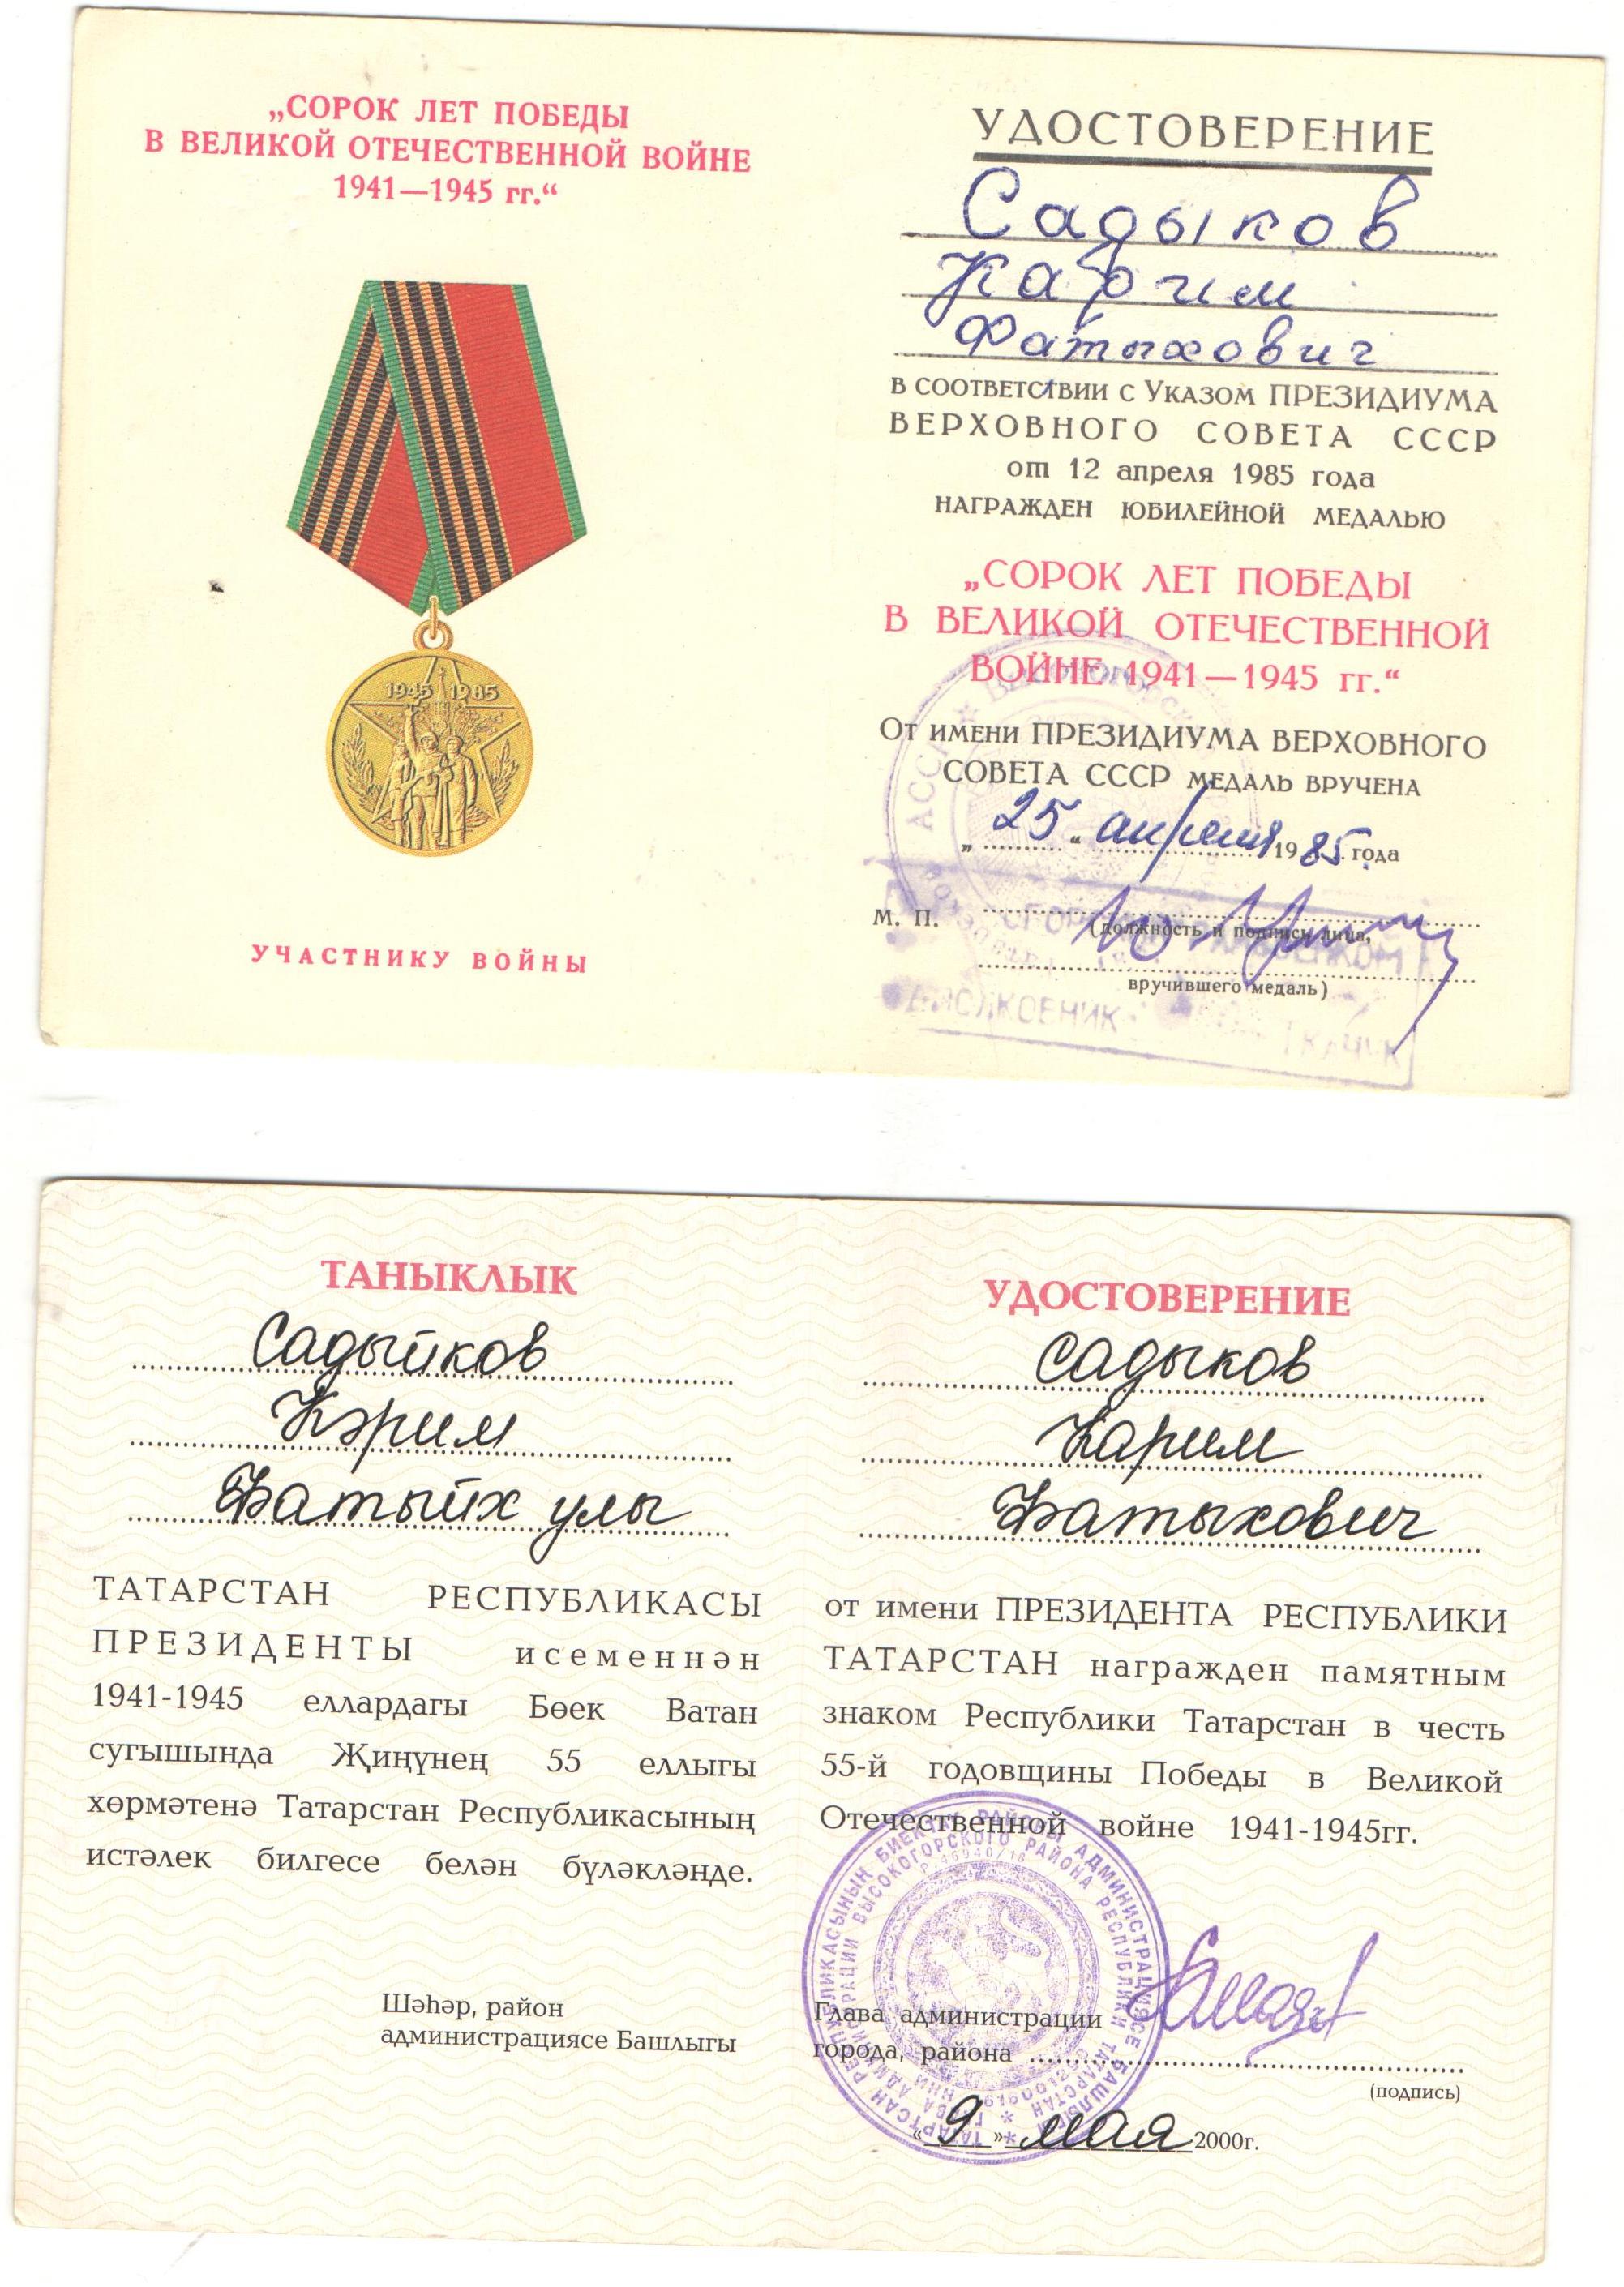 „СОРОК ЛЕТ ПОБЕДЫ
В ВЕЛИКОЙ ОТЕЧЕСТВЕННОЙ ВОЙНЕ
1941—1945 гг.“
1945 1985
УЧАСТНИКУ ВОЙНЫ
УДОСТОВЕРЕНИЕ
Садыков
Карим
Фатыхович
В СООТВЕТСТВИИ С УКАЗОМ ПРЕЗИДИУМА
ВЕРХОВНОГО СОВЕТА СССР
от 12 апреля 1985 года
НАГРАЖДЕН ЮБИЛЕЙНОЙ МЕДАЛЬЮ
„СОРОК ЛЕТ ПОБЕДЫ
В ВЕЛИКОЙ ОТЕЧЕСТВЕННОЙ
ВОЙНЕ 1941—1945 гг.“
ОТ ИМЕНИ ПРЕЗИДИУМА ВЕРХОВНОГО
СОВЕТА СССР МЕДАЛЬ ВРУЧЕНА
„25“ апреля 1985 года
М. П.
(должность и подпись лица,
вручившего медаль)
ТАНЫКЛЫК
Садыйков
Кәрим
Фатыйх улы
ТАТАРСТАН РЕСПУБЛИКАСЫ
ПРЕЗИДЕНТЫ исеменнән
1941-1945 еллардагы Бөек Ватан
сугышында Җиңүнең 55 еллыгы
хөрмәтенә Татарстан Республикасының
истәлек билгесе белән бүләкләнде.
Шәһәр, район
администрациясе Башлыгы
УДОСТОВЕРЕНИЕ
Садыков
Карим
Фатыхович
от имени ПРЕЗИДЕНТА РЕСПУБЛИКИ
ТАТАРСТАН награжден памятным
знаком Республики Татарстан в честь
55-й годовщины Победы в Великой
Отечественной войне 1941-1945гг.
Глава администрации
города, района
(подпись)
«9» мая 2000г.